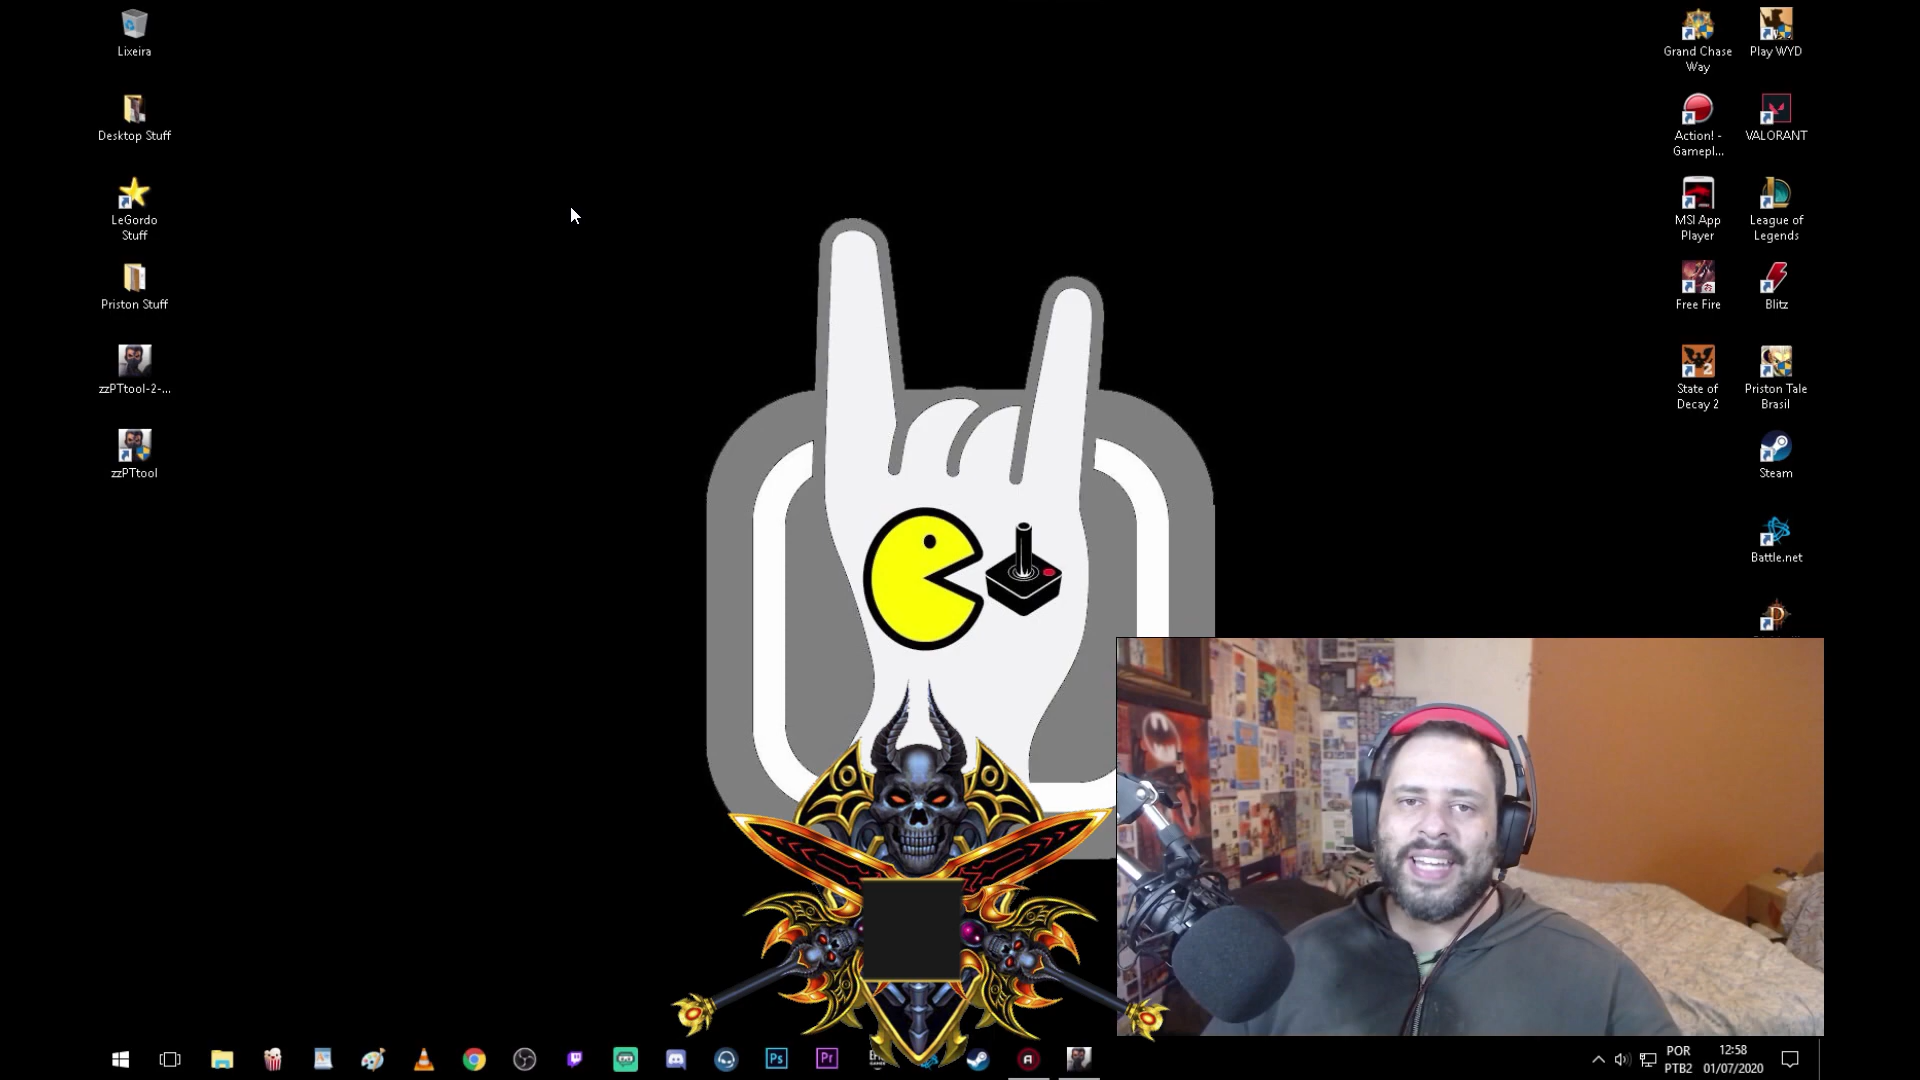 Lixeira
Desktop Stuff
LeGordo
Stuff
Priston Stuff
zzPTtool-2-...
zzPTtool
Grand Chase
Way
Play WYD
Action! -
Gamepl...
VALORANT
MSI App
Player
League of
Legends
Free Fire
Blitz
State of
Decay 2
Priston Tale
Brasil
Steam
Battle.net
Ps
Pr
POR
PTB2
12:58
01/07/2020